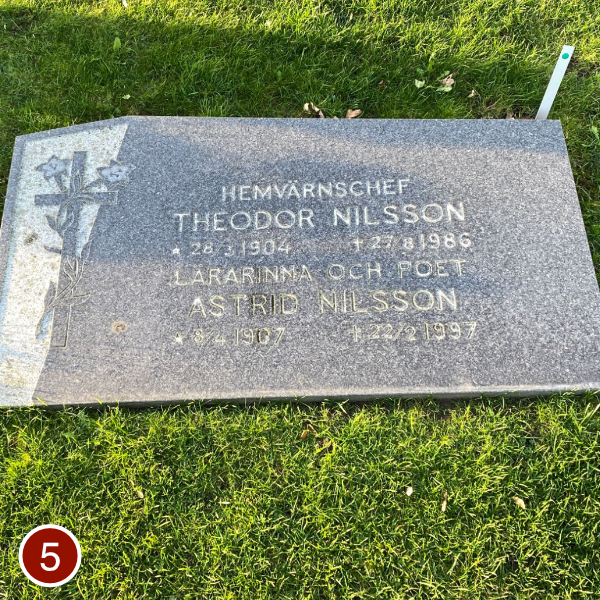 HEMVÄRNSCHEF
THEODOR NILSSON
* 28/3 1904 † 27/8 1986
LÄRARINNA OCH POET
ASTRID NILSSON
* 8/4 1907 † 22/2 1997
5